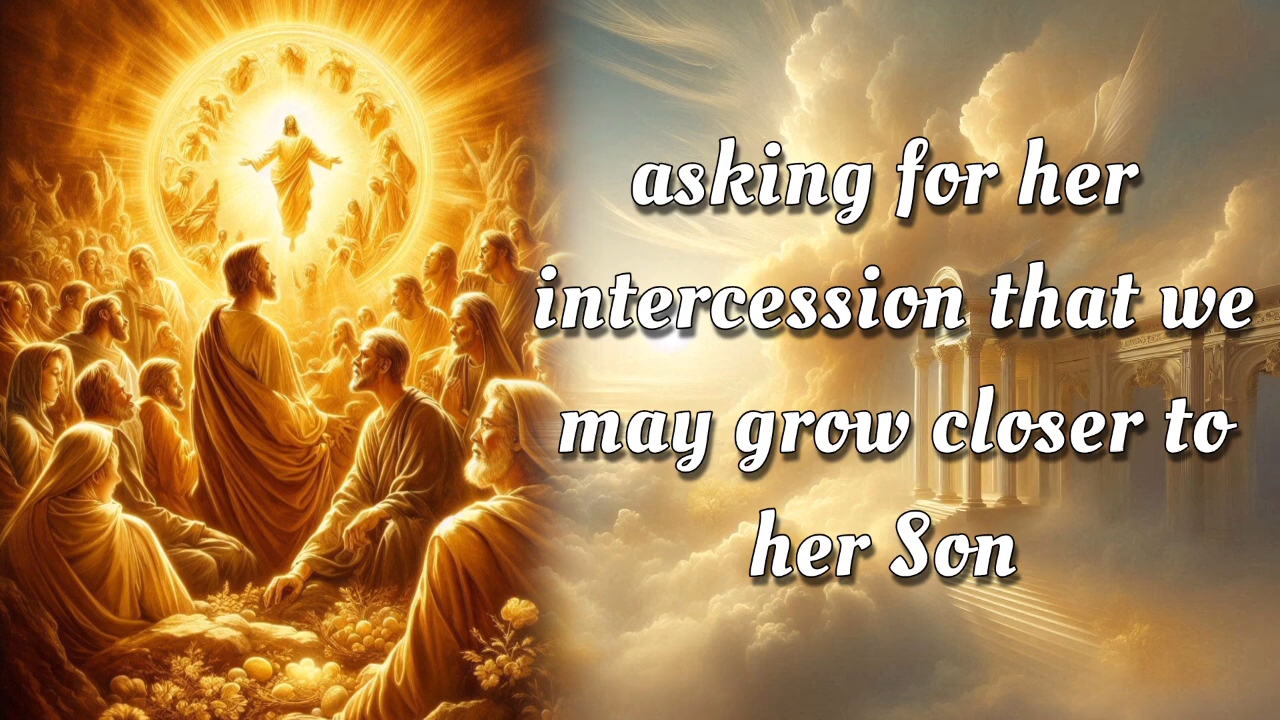 asking for her
intercession that we
may grow closer to
her Son